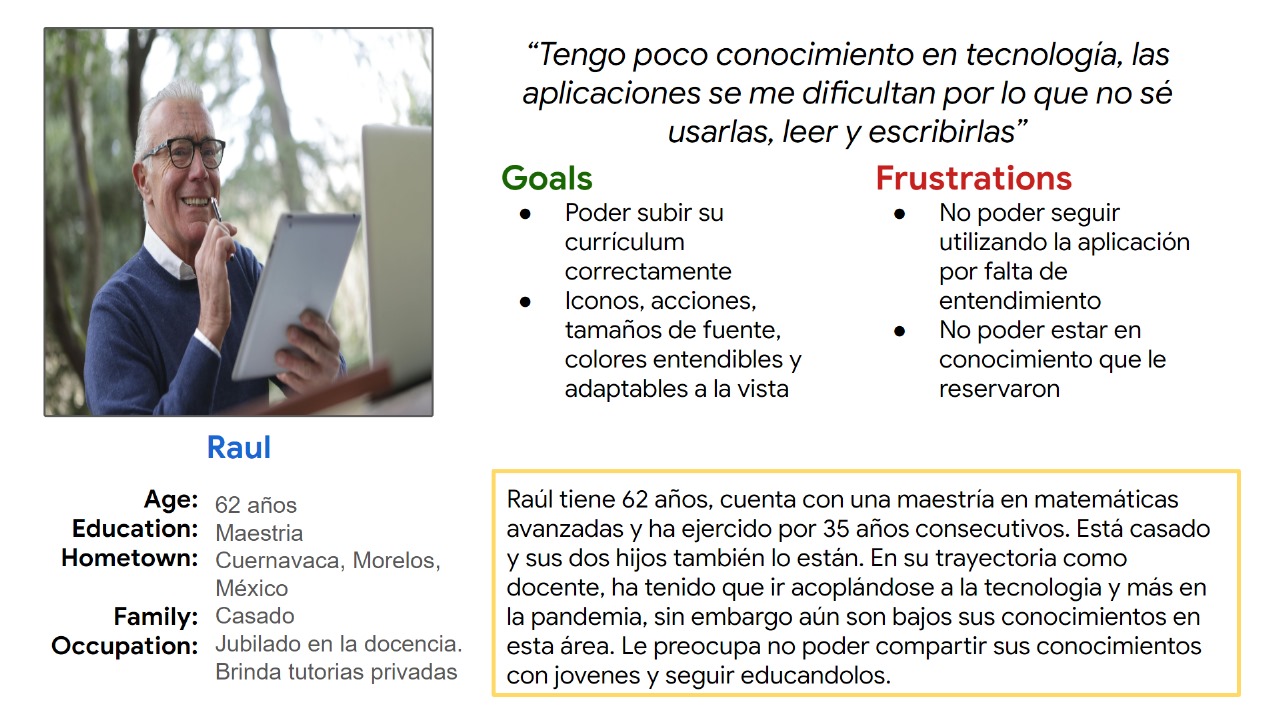 “Tengo poco conocimiento en tecnología, las
aplicaciones se me dificultan por lo que no sé
usarlas, leer y escribirlas”
Goals
● Poder subir su
currículum
correctamente
● Iconos, acciones,
tamaños de fuente,
colores entendibles y
adaptables a la vista
Frustrations
● No poder seguir
utilizando la aplicación
por falta de
entendimiento
● No poder estar en
conocimiento que le
reservaron
Raul
Age: 62 años
Education: Maestria
Hometown: Cuernavaca, Morelos,
México
Family: Casado
Occupation: Jubilado en la docencia.
Brinda tutorias privadas
Raúl tiene 62 años, cuenta con una maestría en matemáticas
avanzadas y ha ejercido por 35 años consecutivos. Está casado
y sus dos hijos también lo están. En su trayectoria como
docente, ha tenido que ir acoplándose a la tecnologia y más en
la pandemia, sin embargo aún son bajos sus conocimientos en
esta área. Le preocupa no poder compartir sus conocimientos
con jovenes y seguir educandolos.